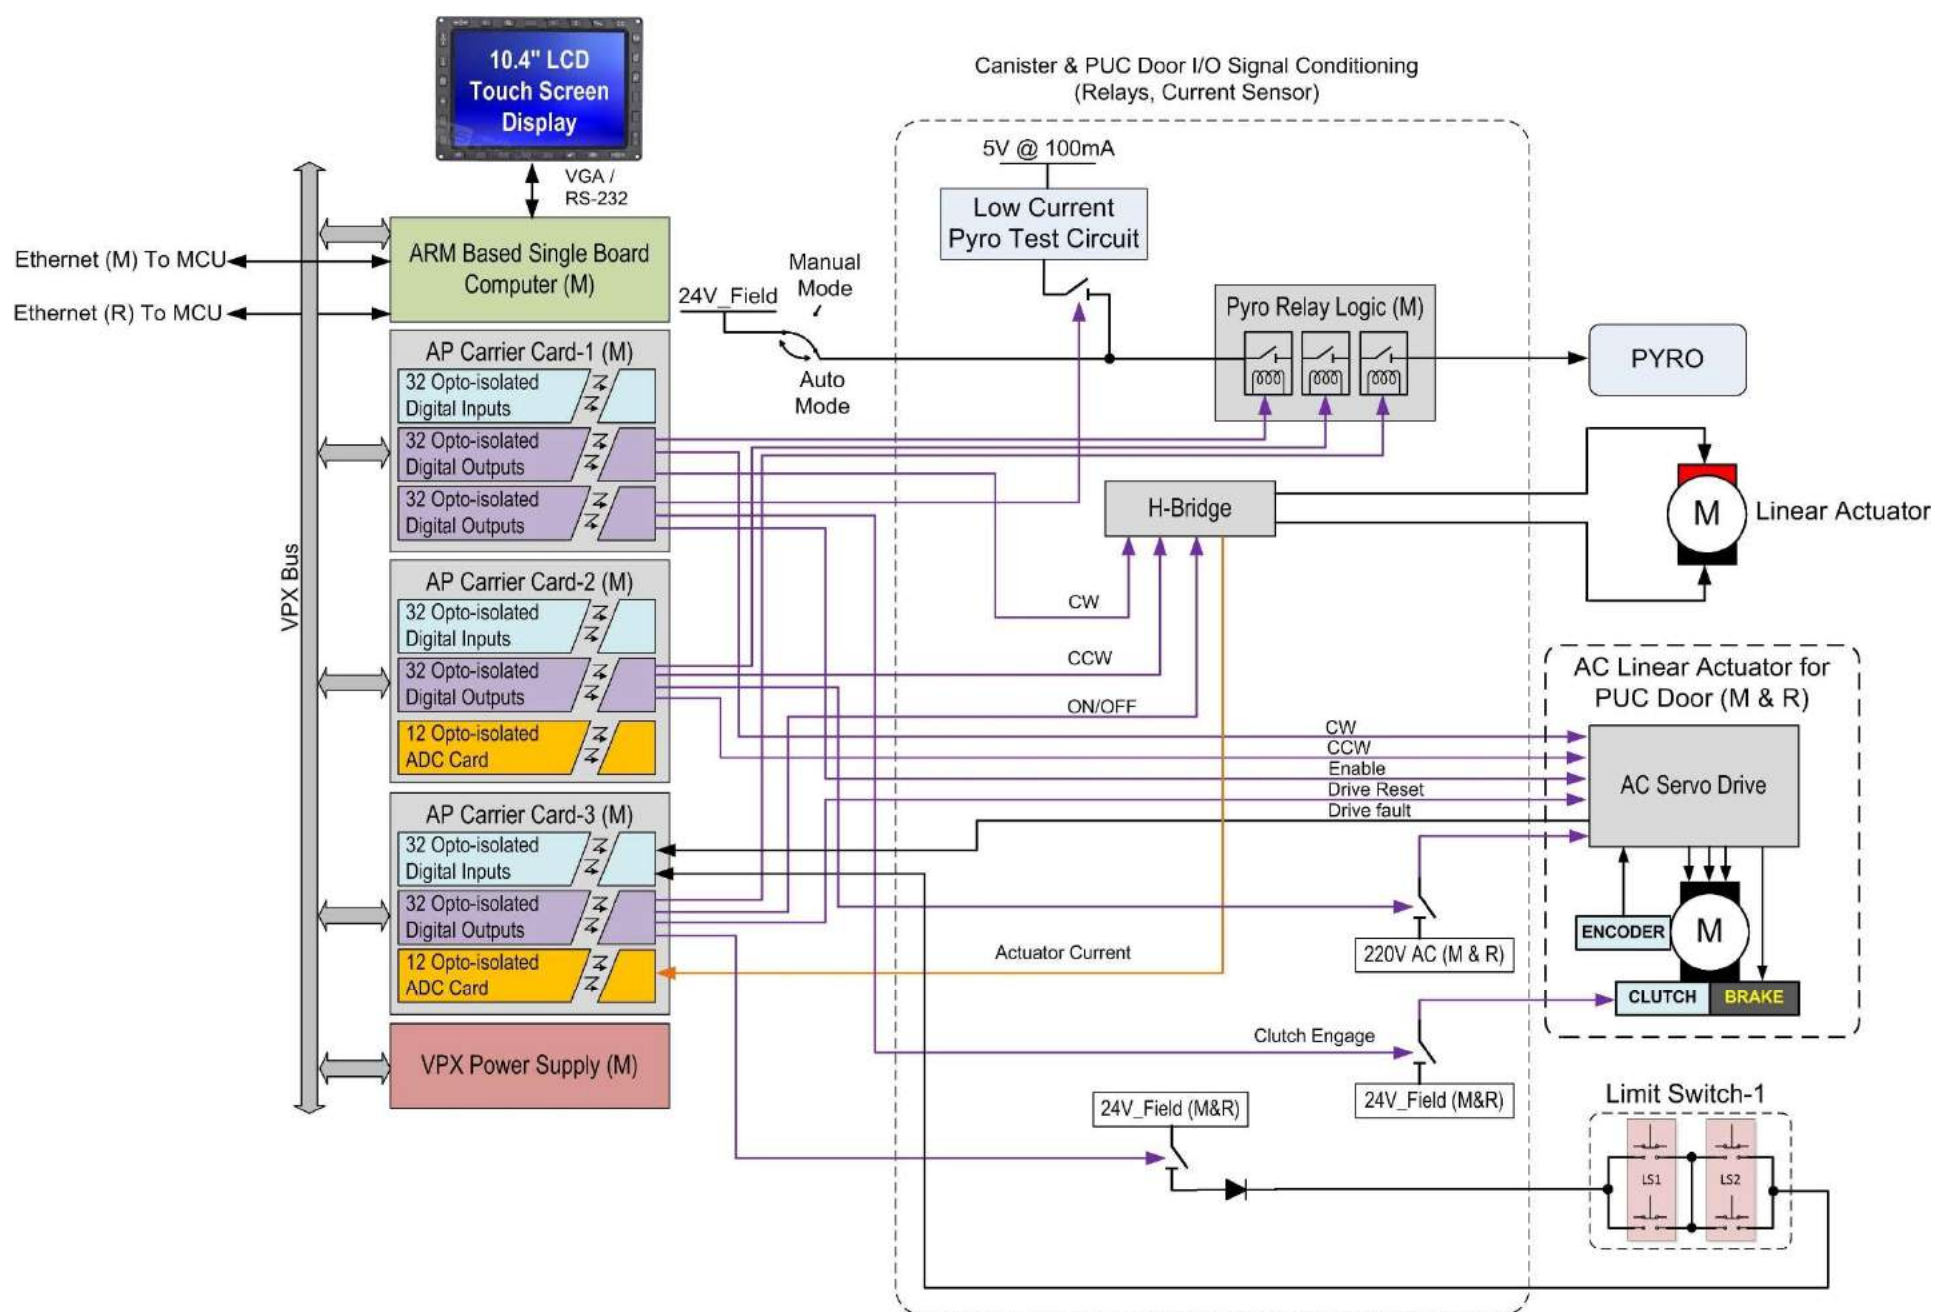 10.4" LCD
Touch Screen
Display
VGA /
RS-232
VPX Bus
Ethernet (M) To MCU
Ethernet (R) To MCU
ARM Based Single Board
Computer (M)
AP Carrier Card-1 (M)
32 Opto-isolated
Digital Inputs
32 Opto-isolated
Digital Outputs
32 Opto-isolated
Digital Outputs
AP Carrier Card-2 (M)
32 Opto-isolated
Digital Inputs
32 Opto-isolated
Digital Outputs
12 Opto-isolated
ADC Card
AP Carrier Card-3 (M)
32 Opto-isolated
Digital Inputs
32 Opto-isolated
Digital Outputs
12 Opto-isolated
ADC Card
VPX Power Supply (M)
24V_Field
Manual
Mode
Auto
Mode
Canister & PUC Door I/O Signal Conditioning
(Relays, Current Sensor)
5V @ 100mA
Low Current
Pyro Test Circuit
Pyro Relay Logic (M)
PYRO
H-Bridge
M
Linear Actuator
CW
CCW
ON/OFF
CW
CCW
Enable
Drive Reset
Drive fault
AC Linear Actuator for
PUC Door (M & R)
AC Servo Drive
ENCODER
M
CLUTCH
BRAKE
220V AC (M & R)
Actuator Current
Clutch Engage
24V_Field (M&R)
24V_Field (M&R)
Limit Switch-1
LS1
LS2